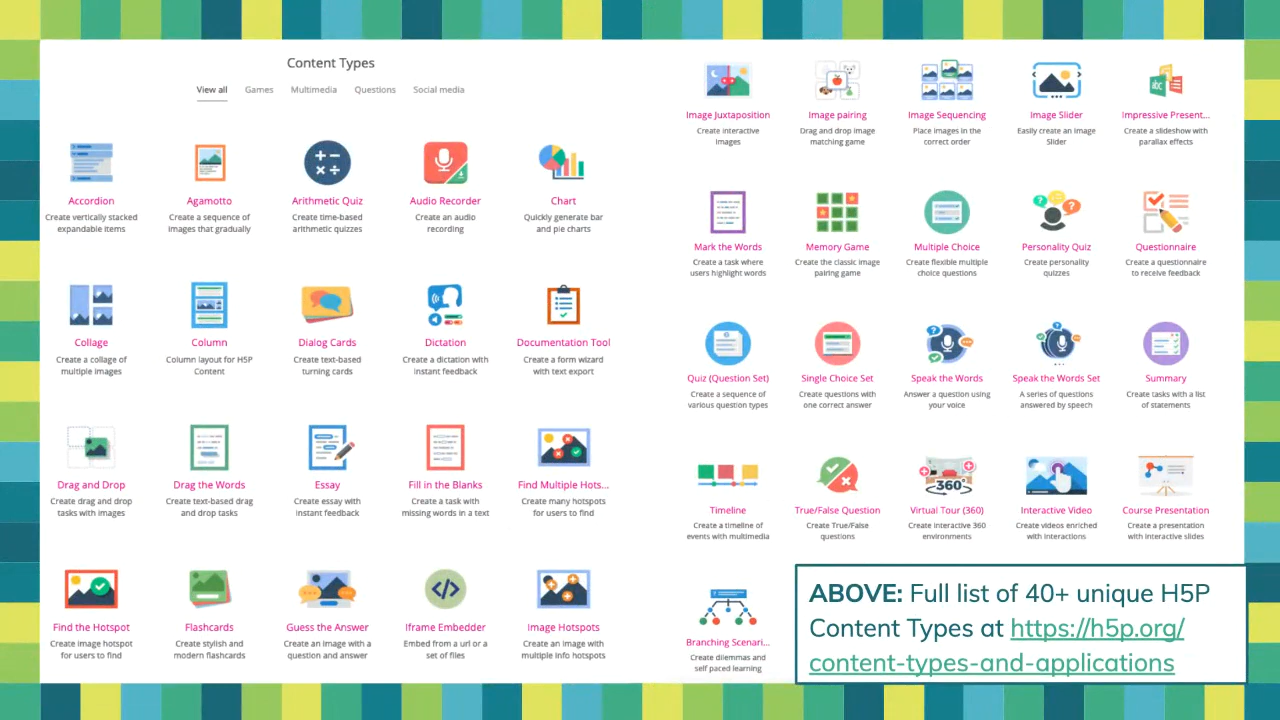 Content Types
View all Games Multimedia Questions Social media
Accordion
Create vertically stacked
expandable items
Agamotto
Create a sequence of
images that gradually
Arithmetic Quiz
Create time-based
arithmetic quizzes
Audio Recorder
Create an audio
recording
Chart
Quickly generate bar
and pie charts
Collage
Create a collage of
multiple images
Column
Column layout for H5P
Content
Dialog Cards
Create text-based
turning cards
Dictation
Create a dictation with
instant feedback
Documentation Tool
Create a form wizard
with text export
Drag and Drop
Create drag and drop
tasks with images
Drag the Words
Create text-based drag
and drop tasks
Essay
Create essay with
instant feedback
Fill in the Blanks
Create a task with
missing words in a text
Find Multiple Hots...
Create many hotspots
for users to find
Find the Hotspot
Create image hotspot
for users to find
Flashcards
Create stylish and
modern flashcards
Guess the Answer
Create an image with a
question and answer
Iframe Embedder
Embed from a url or a
set of files
Image Hotspots
Create an image with
multiple info hotspots
Image Juxtaposition
Create interactive
images
Image pairing
Drag and drop image
matching game
Image Sequencing
Place images in the
correct order
Image Slider
Easily create an Image
Slider
abc
Impressive Present...
Create a slideshow with
parallax effects
Mark the Words
Create a task where
users highlight words
Memory Game
Create the classic image
pairing game
Multiple Choice
Create flexible multiple
choice questions
Personality Quiz
Create personality
quizzes
Questionnaire
Create a questionnaire
to receive feedback
Quiz (Question Set)
Create a sequence of
various question types
Single Choice Set
Create questions with
one correct answer
Speak the Words
Answer a question using
your voice
Speak the Words Set
A series of questions
answered by speech
Summary
Create tasks with a list
of statements
Timeline
Create a timeline of
events with multimedia
True/False Question
Create True/False
questions
360°
Virtual Tour (360)
Create interactive 360
environments
Interactive Video
Create videos enriched
with interactions
Course Presentation
Create a presentation
with interactive slides
Branching Scenari...
Create dilemmas and
self paced learning
ABOVE: Full list of 40+ unique H5P
Content Types at https://h5p.org/
content-types-and-applications